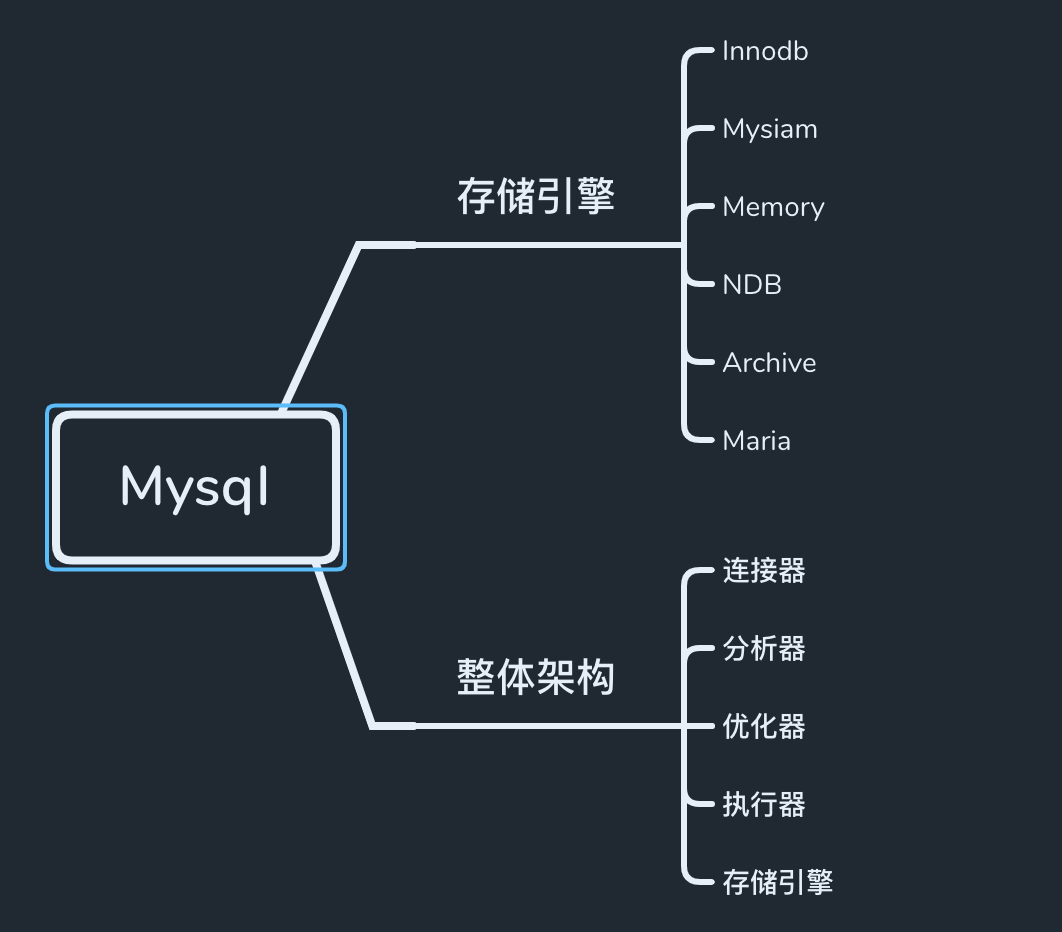 Mysql
存储引擎
Innodb
Mysiam
Memory
NDB
Archive
Maria
整体架构
连接器
分析器
优化器
执行器
存储引擎